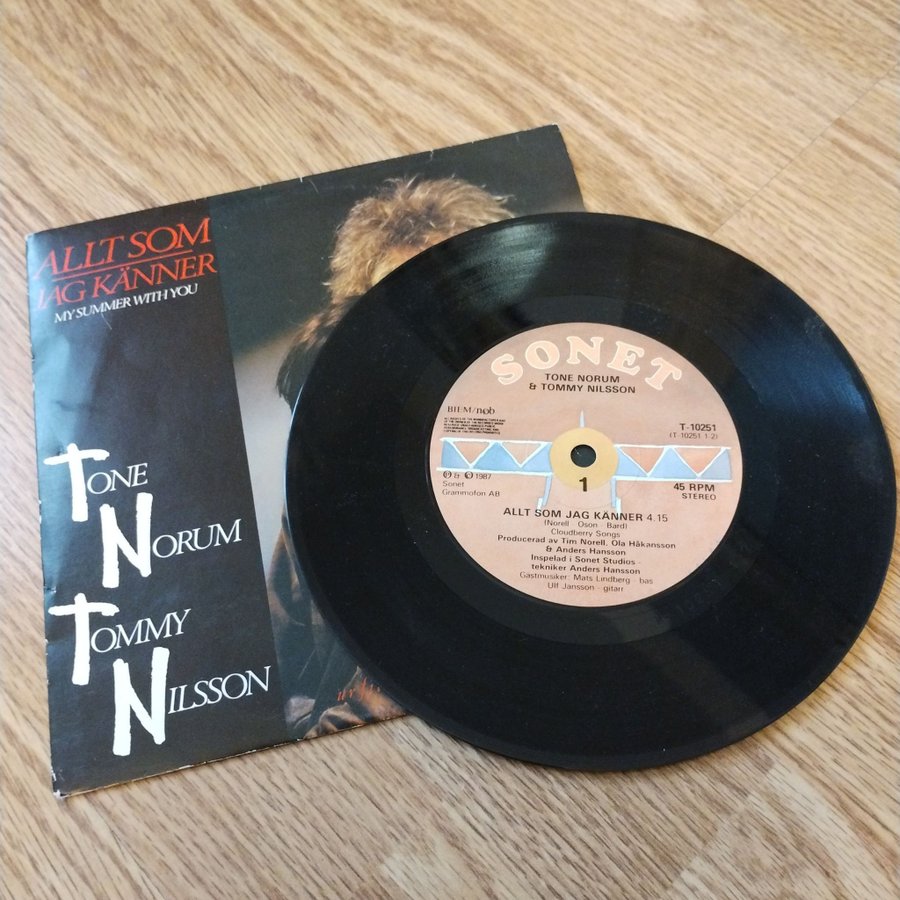 ALLT SOM
JAG KÄNNER
MY SUMMER WITH YOU
TONE
NORUM
TOMMY
NILSSON
SONET
TONE NORUM
& TOMMY NILSSON
BIEM/n©b
T-10251
(T-10251 1-2)
℗ & © 1987
Sonet
Grammofon AB
1
45 RPM
STEREO
ALLT SOM JAG KÄNNER 4.15
(Norell Oson Bard)
Cloudberry Songs
Producerad av Tim Norell, Ola Håkansson
& Anders Hansson
Inspelad i Sonet Studios -
tekniker Anders Hansson
Gästmusiker: Mats Lindberg - bas
Ulf Jansson - gitarr